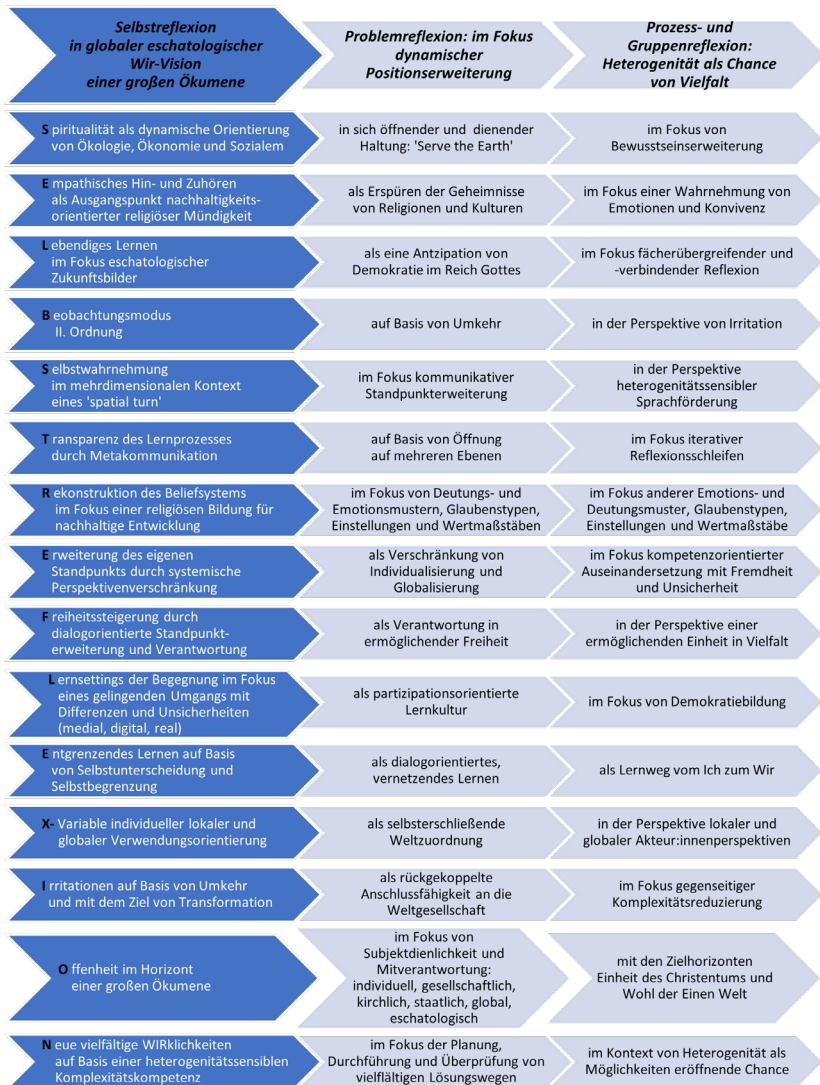 Selbstreflexion
in globaler eschatologischer
Wir-Vision
einer großen Ökumene
Problemreflexion: im Fokus
dynamischer
Positionserweiterung
Prozess- und
Gruppenreflexion:
Heterogenität als Chance
von Vielfalt
S piritualität als dynamische Orientierung
von Ökologie, Ökonomie und Sozialem
in sich öffnender und dienender
Haltung: 'Serve the Earth'
im Fokus von
Bewusstseinserweiterung
E mpathisches Hin- und Zuhören
als Ausgangspunkt nachhaltigkeits-
orientierter religiöser Mündigkeit
als Erspüren der Geheimnisse
von Religionen und Kulturen
im Fokus einer Wahrnehmung von
Emotionen und Konvivenz
L ebendiges Lernen
im Fokus eschatologischer
Zukunftsbilder
als eine Antzipation von
Demokratie im Reich Gottes
im Fokus fächerübergreifender und
-verbindender Reflexion
B eobachtungsmodus
II. Ordnung
auf Basis von Umkehr
in der Perspektive von Irritation
S elbstwahrnehmung
im mehrdimensionalen Kontext
eines 'spatial turn'
im Fokus kommunikativer
Standpunkterweiterung
in der Perspektive
heterogenitätssensibler
Sprachförderung
T ransparenz des Lernprozesses
durch Metakommunikation
auf Basis von Öffnung
auf mehreren Ebenen
im Fokus iterativer
Reflexionsschleifen
R ekonstruktion des Beliefsystems
im Fokus einer religiösen Bildung für
nachhaltige Entwicklung
im Fokus von Deutungs- und
Emotionsmustern, Glaubenstypen,
Einstellungen und Wertmaßstäben
im Fokus anderer Emotions- und
Deutungsmuster, Glaubenstypen,
Einstellungen und Wertmaßstäbe
E rweiterung des eigenen
Standpunkts durch systemische
Perspektivenverschränkung
als Verschränkung von
Individualisierung und
Globalisierung
im Fokus kompetenzorientierter
Auseinandersetzung mit Fremdheit
und Unsicherheit
F reiheitssteigerung durch
dialogorientierte Standpunkt-
erweiterung und Verantwortung
als Verantwortung in
ermöglichender Freiheit
in der Perspektive einer
ermöglichenden Einheit in Vielfalt
L ernsettings der Begegnung im Fokus
eines gelingenden Umgangs mit
Differenzen und Unsicherheiten
(medial, digital, real)
als partizipationsorientierte
Lernkultur
im Fokus von Demokratiebildung
E ntgrenzendes Lernen auf Basis
von Selbstunterscheidung und
Selbstbegrenzung
als dialogorientiertes,
vernetzendes Lernen
als Lernweg vom Ich zum Wir
X- Variable individueller lokaler und
globaler Verwendungsorientierung
als selbsterschließende
Weltzuordnung
in der Perspektive lokaler und
globaler Akteur:innenperspektiven
I rritationen auf Basis von Umkehr
und mit dem Ziel von Transformation
als rückgekoppelte
Anschlussfähigkeit an die
Weltgesellschaft
im Fokus gegenseitiger
Komplexitätsreduzierung
O ffenheit im Horizont
einer großen Ökumene
im Fokus von
Subjektdienlichkeit und
Mitverantwortung:
individuell, gesellschaftlich,
kirchlich, staatlich, global,
eschatologisch
mit den Zielhorizonten
Einheit des Christentums und
Wohl der Einen Welt
N eue vielfältige WIRklichkeiten
auf Basis einer heterogenitätssensiblen
Komplexitätskompetenz
im Fokus der Planung,
Durchführung und Überprüfung von
vielfältigen Lösungswegen
im Kontext von Heterogenität als
Möglichkeiten eröffnende Chance